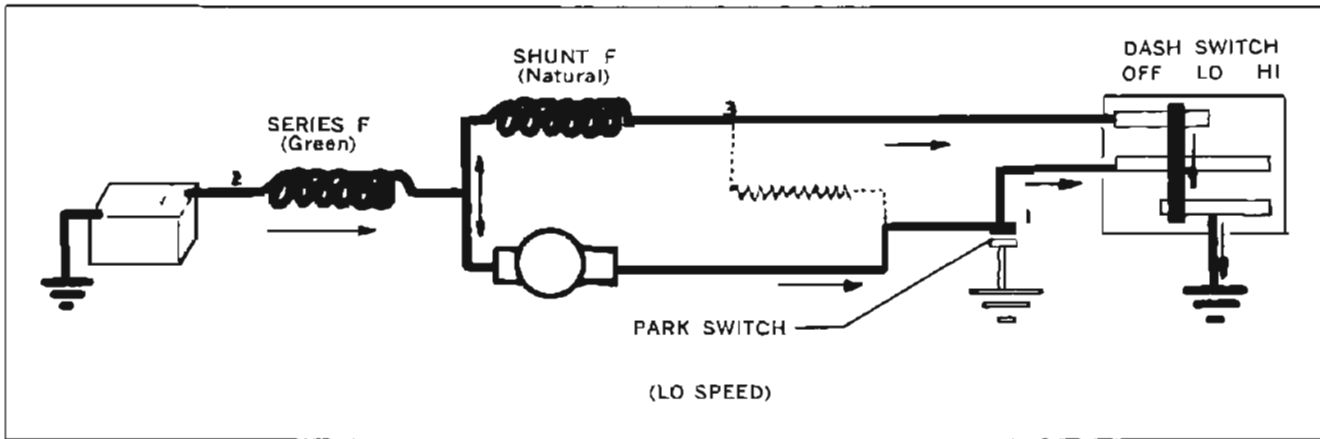 SHUNT F
(Natural)
DASH SWITCH
OFF LO HI
SERIES F
(Green)
3
2
1
PARK SWITCH
(LO SPEED)